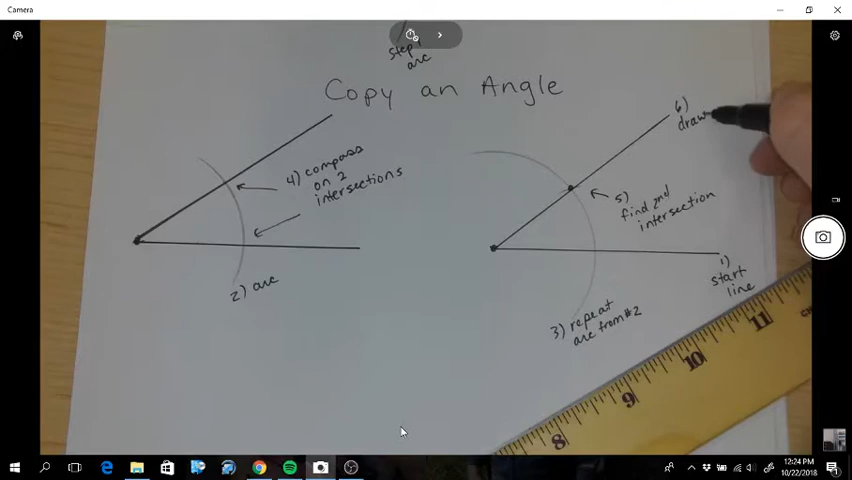 Camera
step 1
arc
Copy an Angle
4) compass
on 2
intersections
2) arc
6)
draw
5)
find 2nd
intersection
1)
start
line
3) repeat
arc from #2
8
9
10
11
12:24 PM
10/22/2018